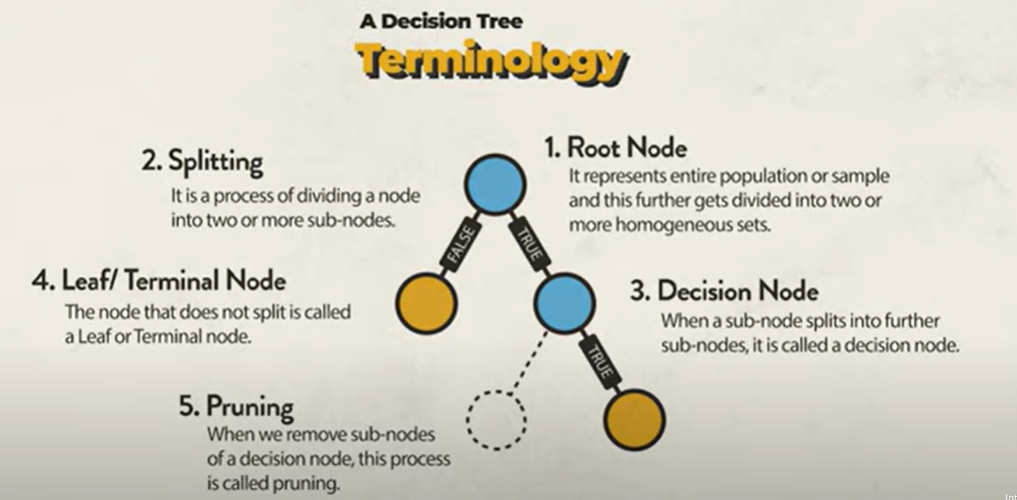 A Decision Tree
Terminology
1. Root Node
It represents entire population or sample
and this further gets divided into two or
more homogeneous sets.
2. Splitting
It is a process of dividing a node
into two or more sub-nodes.
FALSE
TRUE
3. Decision Node
When a sub-node splits into further
sub-nodes, it is called a decision node.
4. Leaf/ Terminal Node
The node that does not split is called
a Leaf or Terminal node.
TRUE
5. Pruning
When we remove sub-nodes
of a decision node, this process
is called pruning.